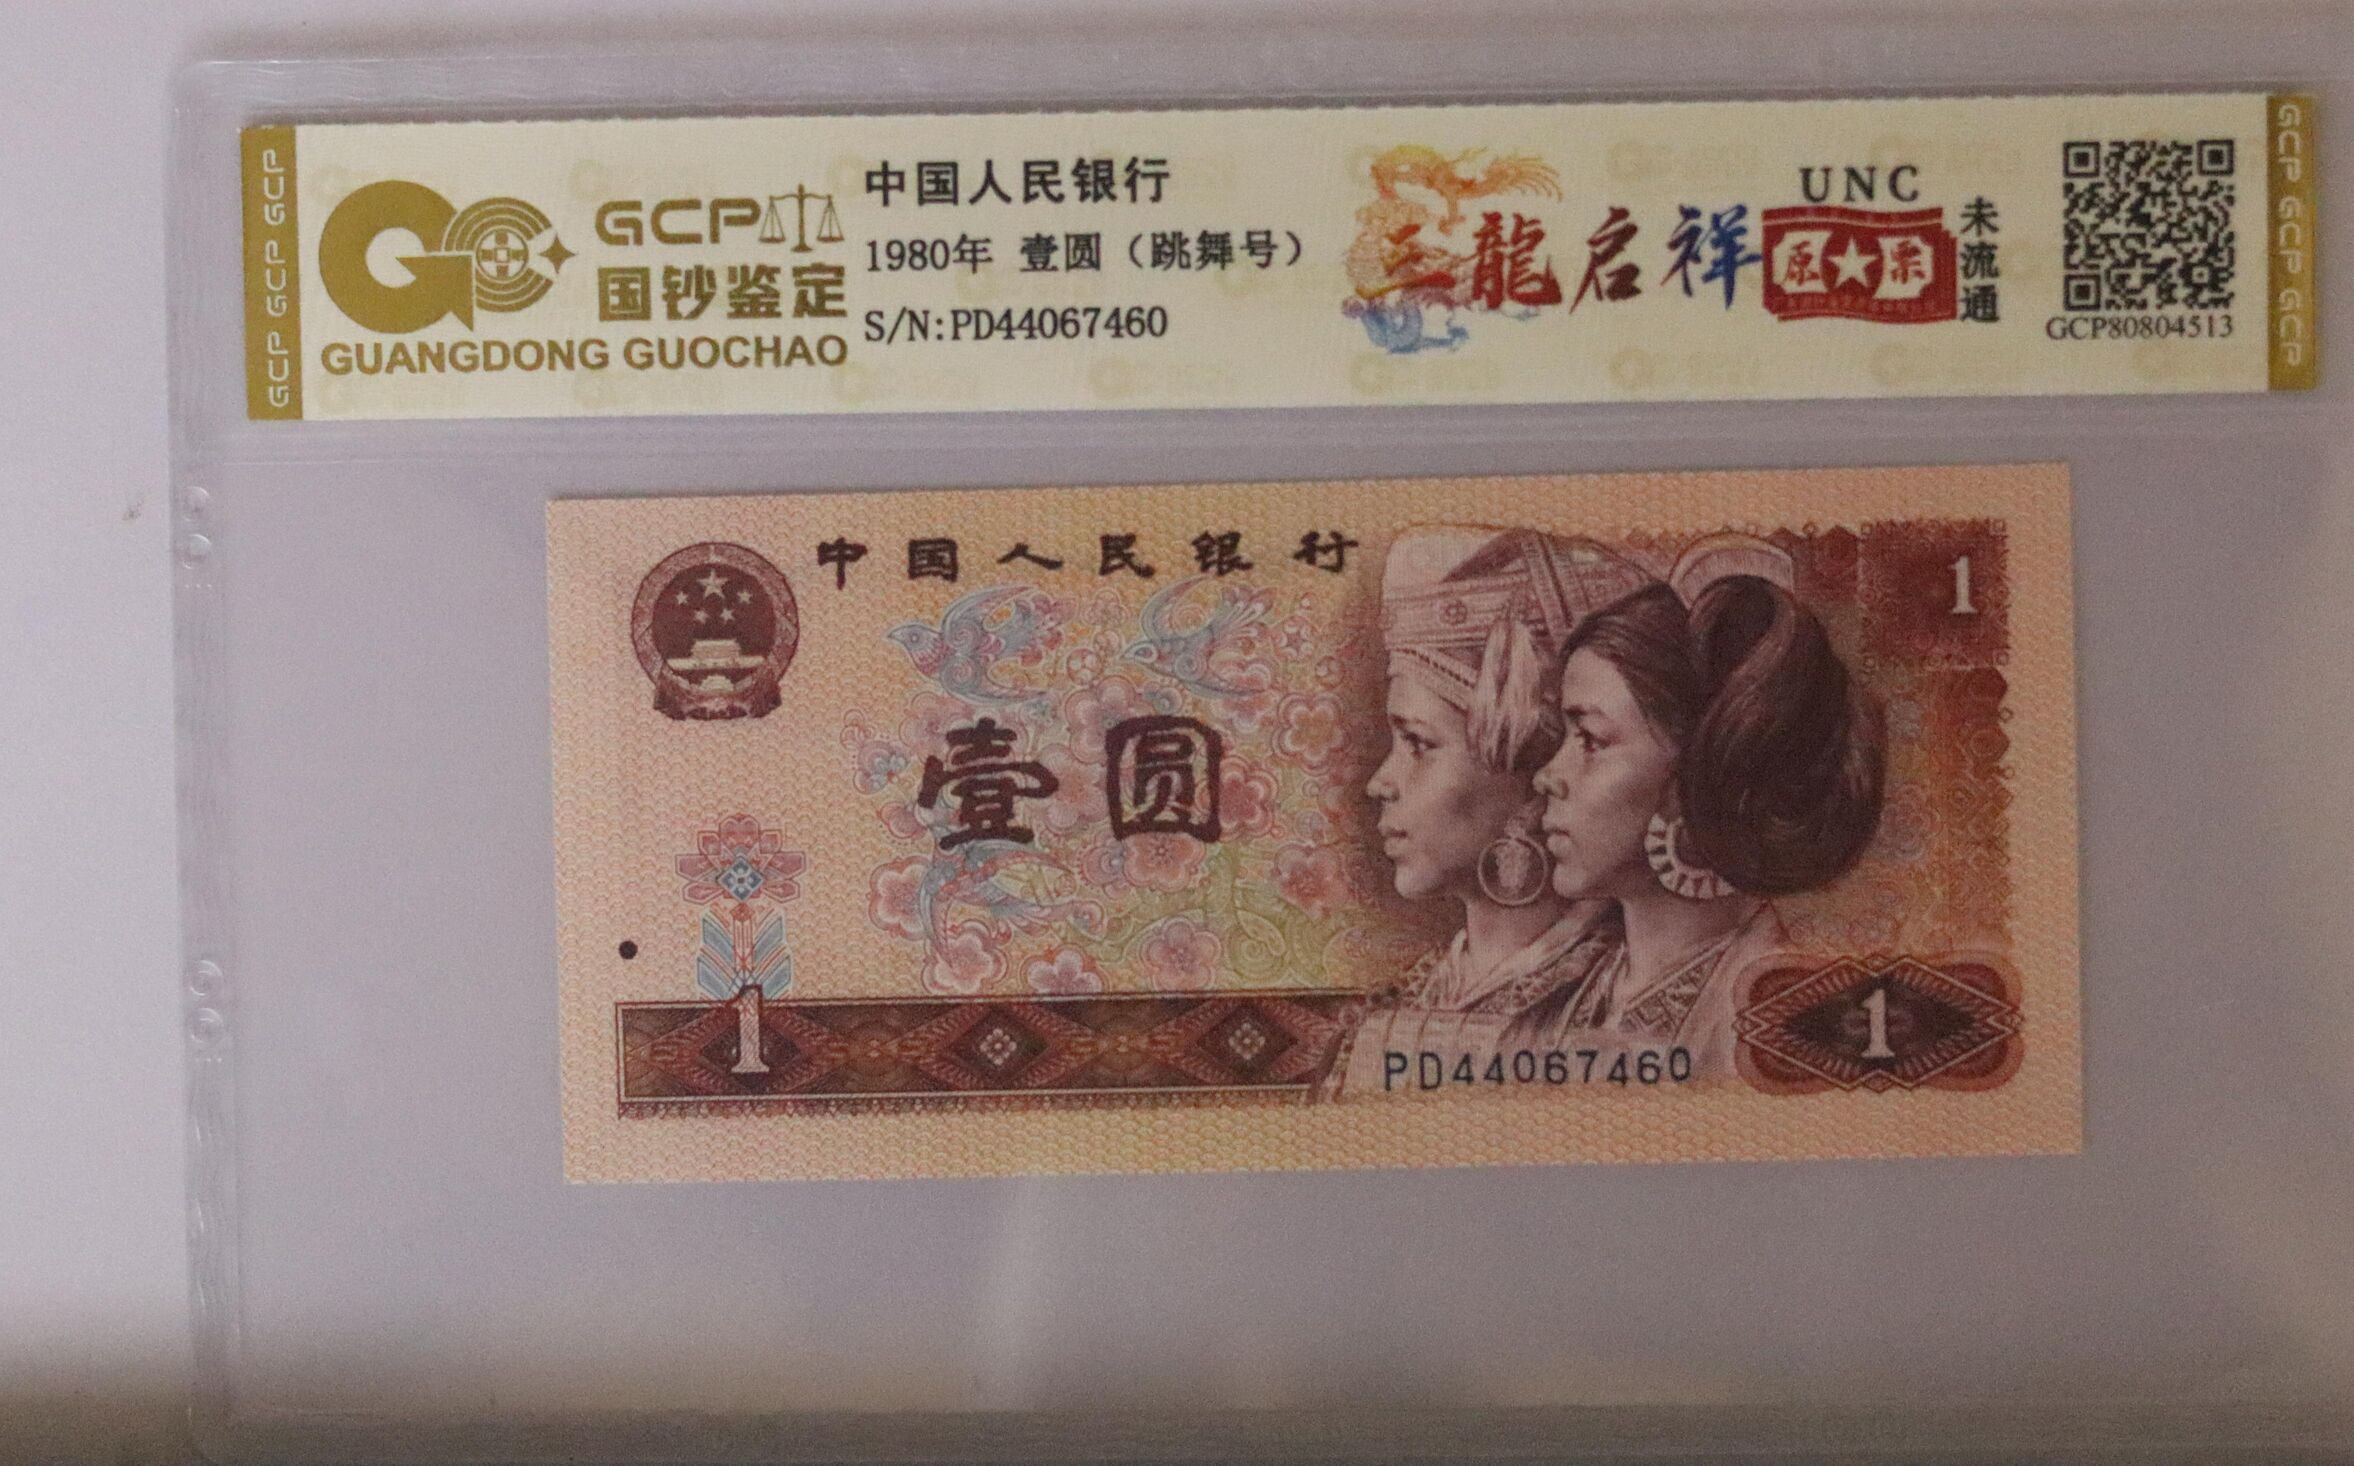 GCP GCP GCP
GCP
国钞鉴定
GUANGDONG GUOCHAO
中国人民银行
1980年 壹圆（跳舞号）
S/N:PD44067460
三龍启祥
UNC
原★票
未流通
GCP80804513
GCP GCP GCP
中国人民银行
1
壹圆
1
PD44067460
1